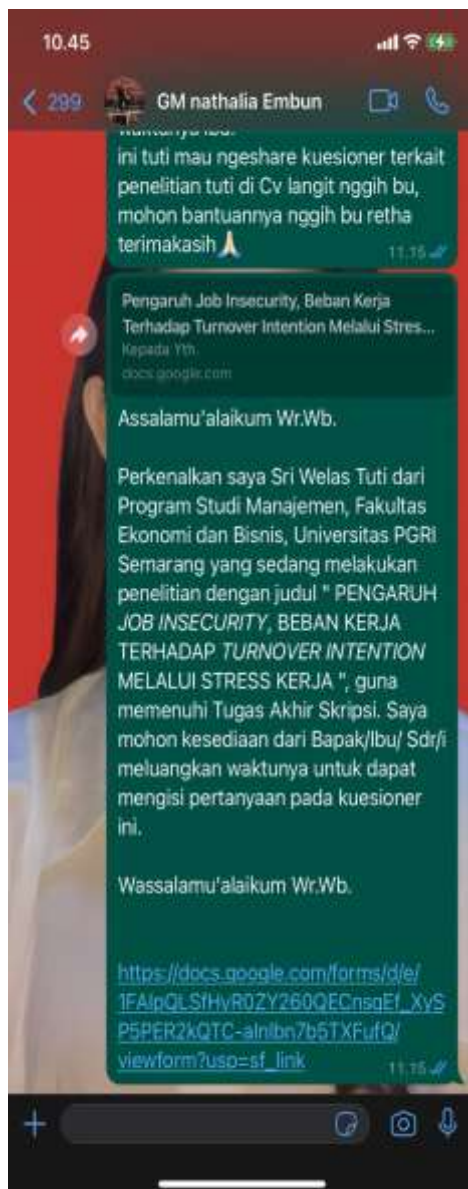 10.45
299
GM nathalia Embun
waktunya ibu.
ini tuti mau ngeshare kuesioner terkait
penelitian tuti di Cv langit nggih bu,
mohon bantuannya nggih bu retha
terimakasih🙏🏻
11.15
Pengaruh Job Insecurity, Beban Kerja
Terhadap Turnover Intention Melalui Stres...
Kepada Yth.
docs.google.com
Assalamu'alaikum Wr.Wb.
Perkenalkan saya Sri Welas Tuti dari
Program Studi Manajemen, Fakultas
Ekonomi dan Bisnis, Universitas PGRI
Semarang yang sedang melakukan
penelitian dengan judul " PENGARUH
JOB INSECURITY, BEBAN KERJA
TERHADAP TURNOVER INTENTION
MELALUI STRESS KERJA ", guna
memenuhi Tugas Akhir Skripsi. Saya
mohon kesediaan dari Bapak/Ibu/ Sdr/i
meluangkan waktunya untuk dapat
mengisi pertanyaan pada kuesioner
ini.
Wassalamu'alaikum Wr.Wb.
https://docs.google.com/forms/d/e/
viewform?usp=sf_link
11.15